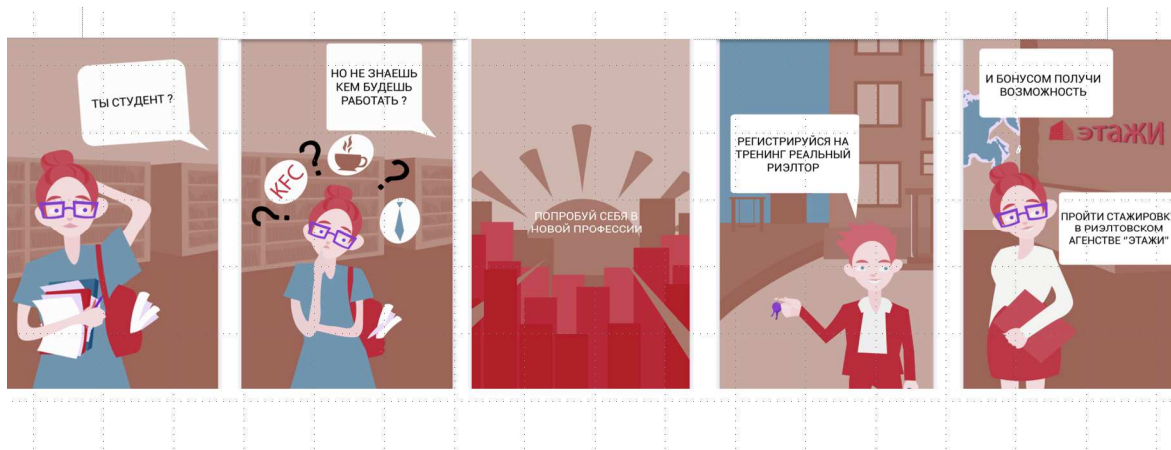 ТЫ СТУДЕНТ ?
НО НЕ ЗНАЕШЬ
КЕМ БУДЕШЬ
РАБОТАТЬ ?
KFC
ПОПРОБУЙ СЕБЯ В
НОВОЙ ПРОФЕССИИ
РЕГИСТРИРУЙСЯ НА
ТРЕНИНГ РЕАЛЬНЫЙ
РИЭЛТОР
И БОНУСОМ ПОЛУЧИ
ВОЗМОЖНОСТЬ
этажи
ПРОЙТИ СТАЖИРОВК
В РИЭЛТОВСКОМ
АГЕНСТВЕ "ЭТАЖИ"